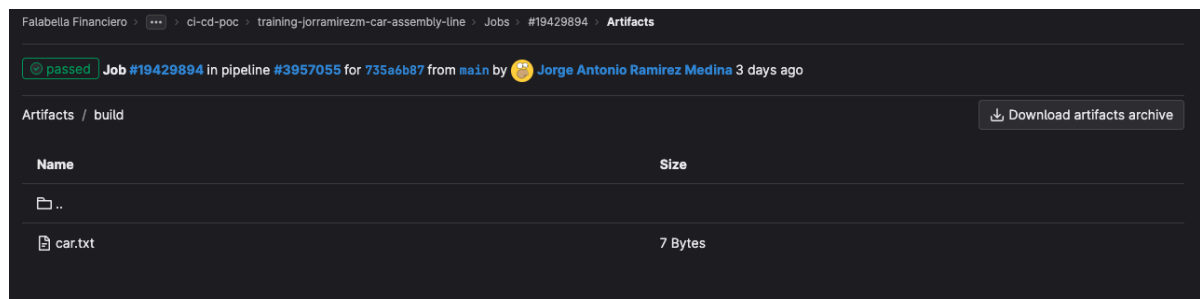 Falabella Financiero > ... > ci-cd-poc > training-jorramirezm-car-assembly-line > Jobs > #19429894 > Artifacts
passed Job #19429894 in pipeline #3957055 for 735a6b87 from main by Jorge Antonio Ramirez Medina 3 days ago
Artifacts / build Download artifacts archive
Name Size
..
car.txt 7 Bytes